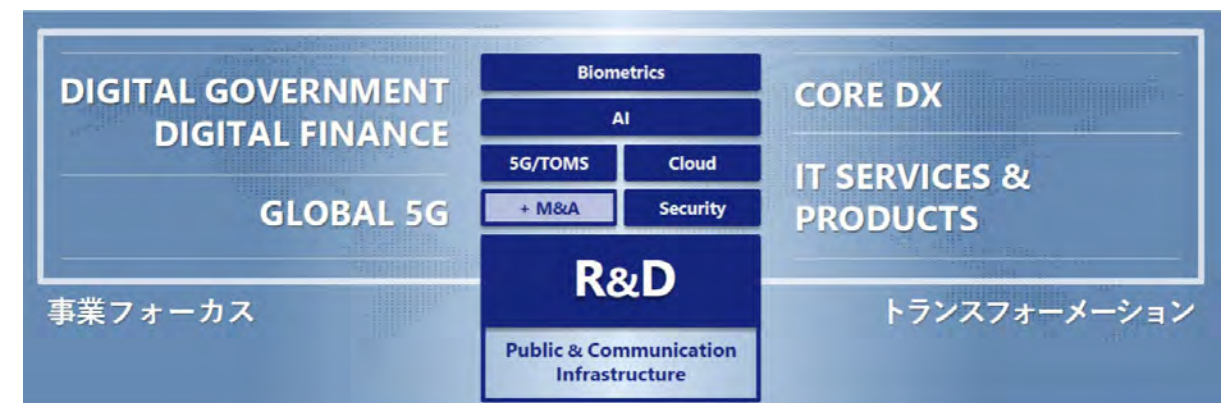 DIGITAL GOVERNMENT
DIGITAL FINANCE
GLOBAL 5G
事業フォーカス
Biometrics
AI
5G/TOMS
Cloud
+ M&A
Security
R&D
Public & Communication
Infrastructure
CORE DX
IT SERVICES &
PRODUCTS
トランスフォーメーション